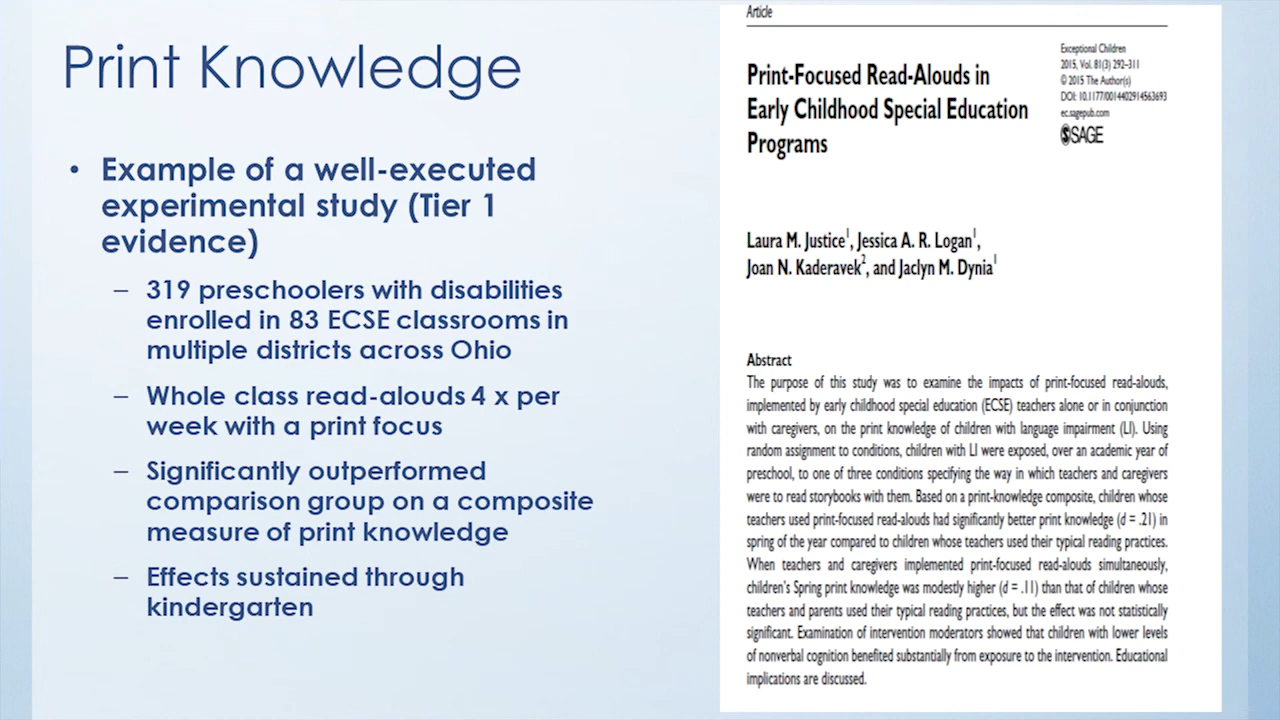 Print Knowledge
• Example of a well-executed
experimental study (Tier 1
evidence)
– 319 preschoolers with disabilities
enrolled in 83 ECSE classrooms in
multiple districts across Ohio
– Whole class read-alouds 4 x per
week with a print focus
– Significantly outperformed
comparison group on a composite
measure of print knowledge
– Effects sustained through
kindergarten
Article
Print-Focused Read-Alouds in
Early Childhood Special Education
Programs
Exceptional Children
2015, Vol. 81(3) 292–311
© 2015 The Author(s)
DOI: 10.1177/0014402914563693
ec.sagepub.com
SAGE
Laura M. Justice1, Jessica A. R. Logan1,
Joan N. Kaderavek2, and Jaclyn M. Dynia1
Abstract
The purpose of this study was to examine the impacts of print-focused read-alouds,
implemented by early childhood special education (ECSE) teachers alone or in conjunction
with caregivers, on the print knowledge of children with language impairment (LI). Using
random assignment to conditions, children with LI were exposed, over an academic year of
preschool, to one of three conditions specifying the way in which teachers and caregivers
were to read storybooks with them. Based on a print-knowledge composite, children whose
teachers used print-focused read-alouds had significantly better print knowledge (d = .21) in
spring of the year compared to children whose teachers used their typical reading practices.
When teachers and caregivers implemented print-focused read-alouds simultaneously,
children's Spring print knowledge was modestly higher (d = .11) than that of children whose
teachers and parents used their typical reading practices, but the effect was not statistically
significant. Examination of intervention moderators showed that children with lower levels
of nonverbal cognition benefited substantially from exposure to the intervention. Educational
implications are discussed.